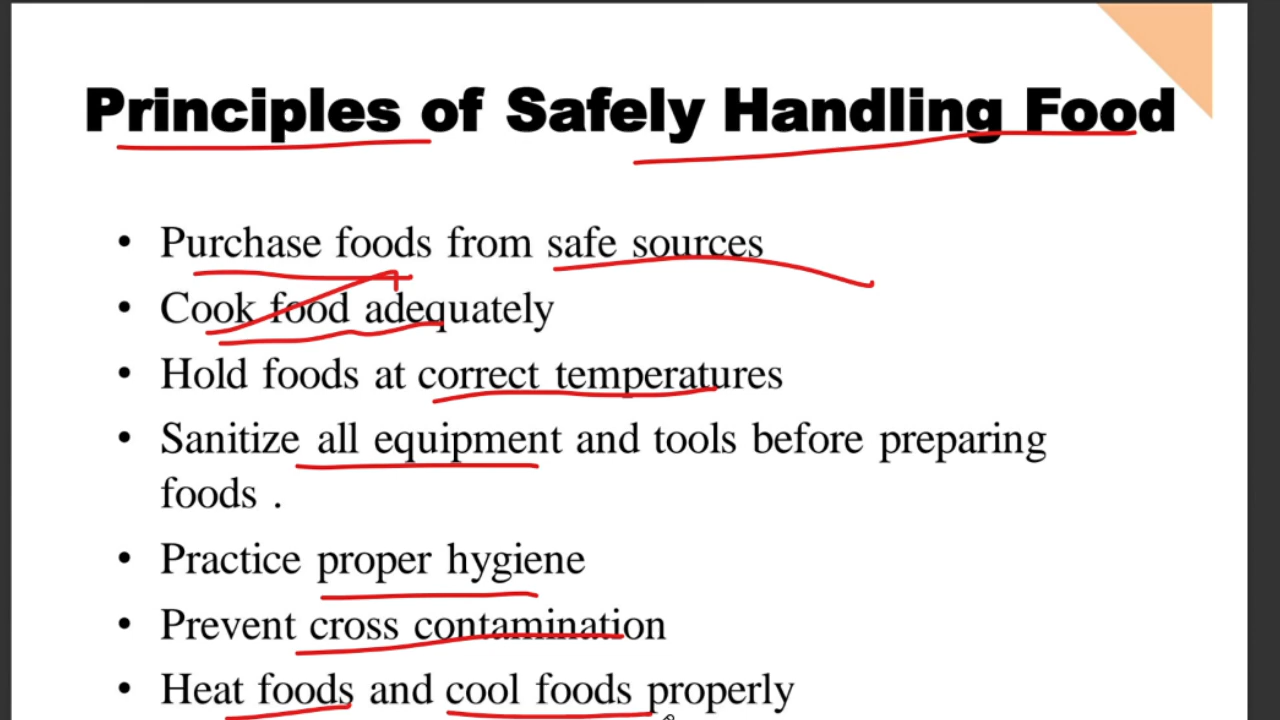 Principles of Safely Handling Food
• Purchase foods from safe sources
• Cook food adequately
• Hold foods at correct temperatures
• Sanitize all equipment and tools before preparing
foods .
• Practice proper hygiene
• Prevent cross contamination
• Heat foods and cool foods properly